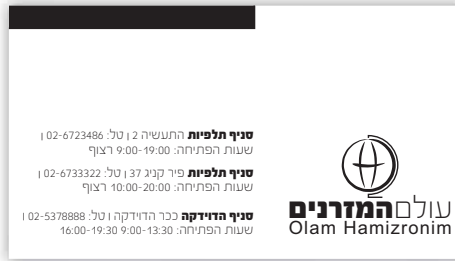 סניף תלפיות התעשיה 2 | טל: 02-6723486 |
שעות הפתיחה: 9:00-19:00 רצוף
סניף תלפיות פיר קניג 37 | טל: 02-6733322 |
שעות הפתיחה: 10:00-20:00 רצוף
סניף הדוידקה ככר הדוידקה | טל: 02-5378888 |
שעות הפתיחה: 9:00-13:30 16:00-19:30
עולם המזרנים
Olam Hamizronim